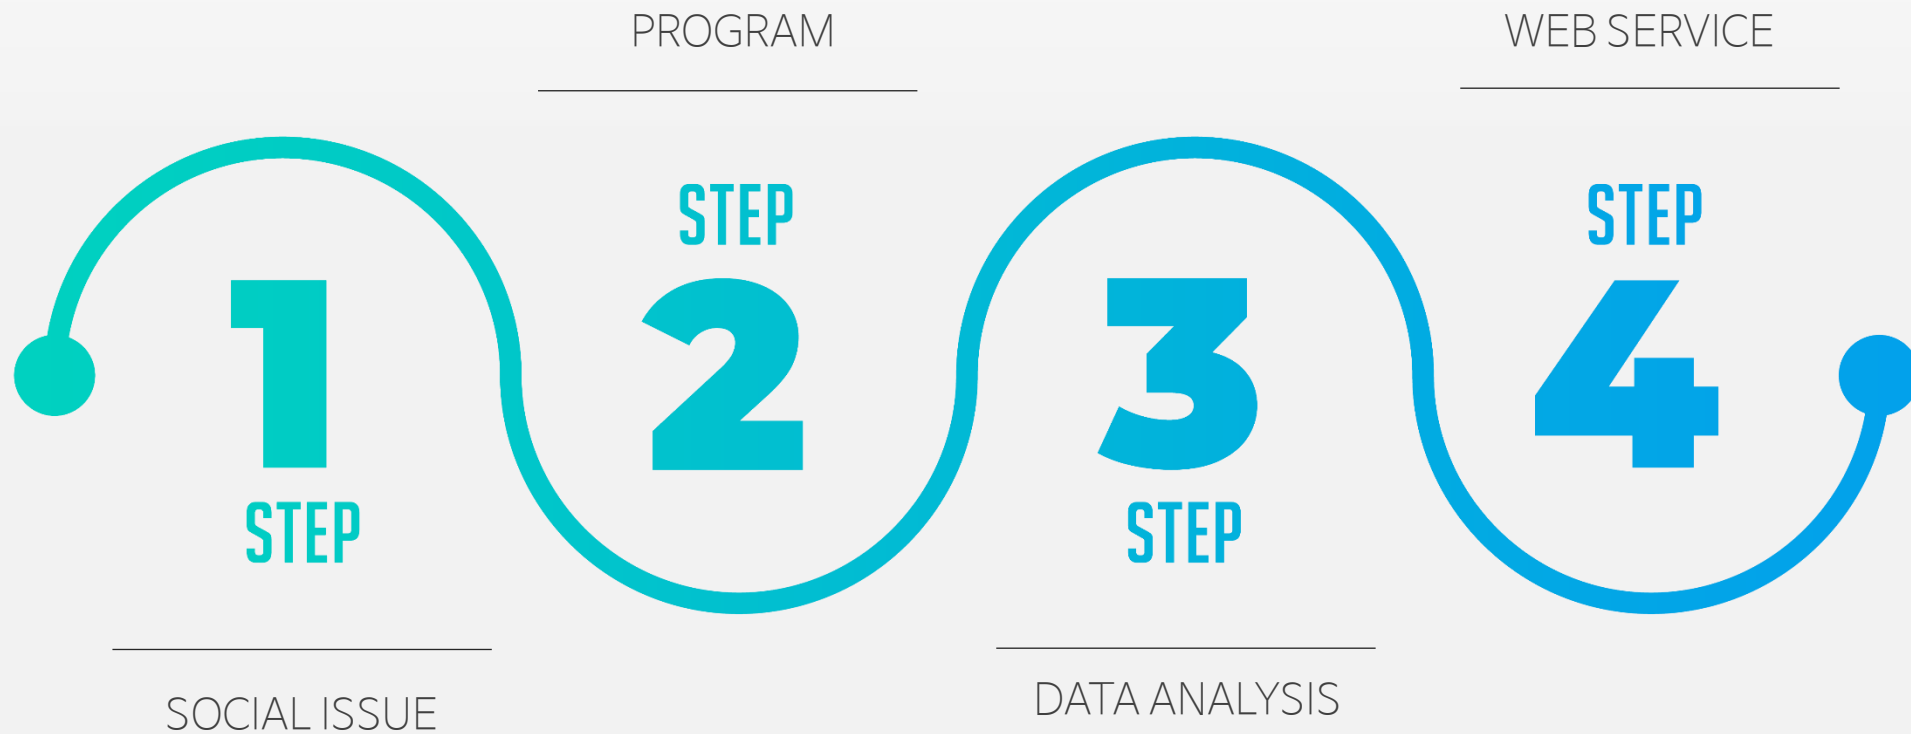 PROGRAM
WEB SERVICE
STEP
STEP
1
2
3
4
STEP
STEP
SOCIAL ISSUE
DATA ANALYSIS